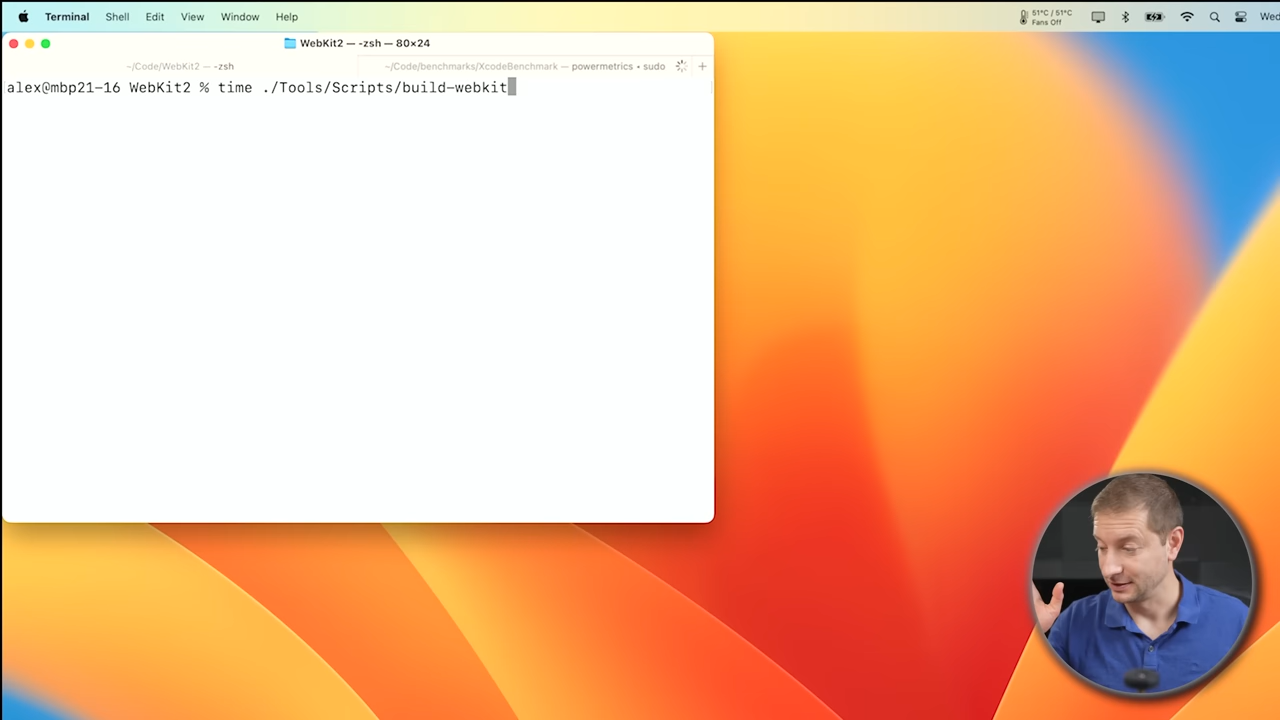 Terminal Shell Edit View Window Help
51°C / 51°C
Fans Off
Wed
WebKit2 — -zsh — 80×24
~/Code/WebKit2 — -zsh
~/Code/benchmarks/XcodeBenchmark — powermetrics • sudo
+
alex@mbp21-16 WebKit2 % time ./Tools/Scripts/build-webkit